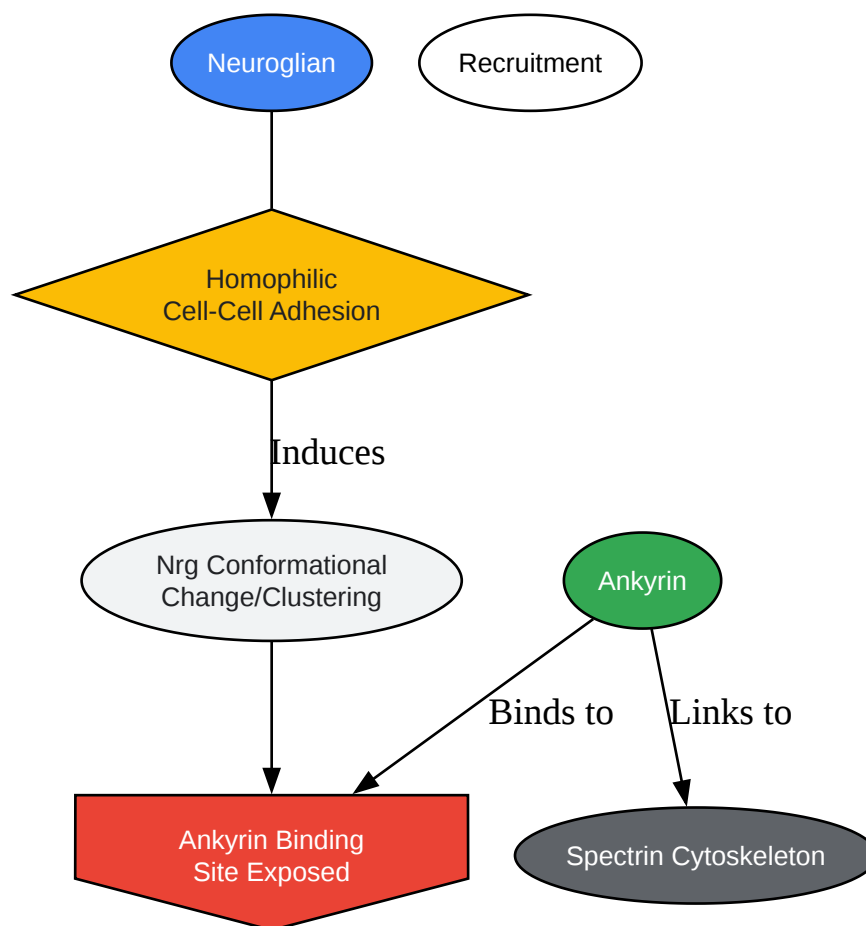 Neuroglian
Recruitment
Homophilic
Cell-Cell Adhesion
Induces
Nrg Conformational
Change/Clustering
Ankyrin
Binds to
Links to
Ankyrin Binding
Site Exposed
Spectrin Cytoskeleton